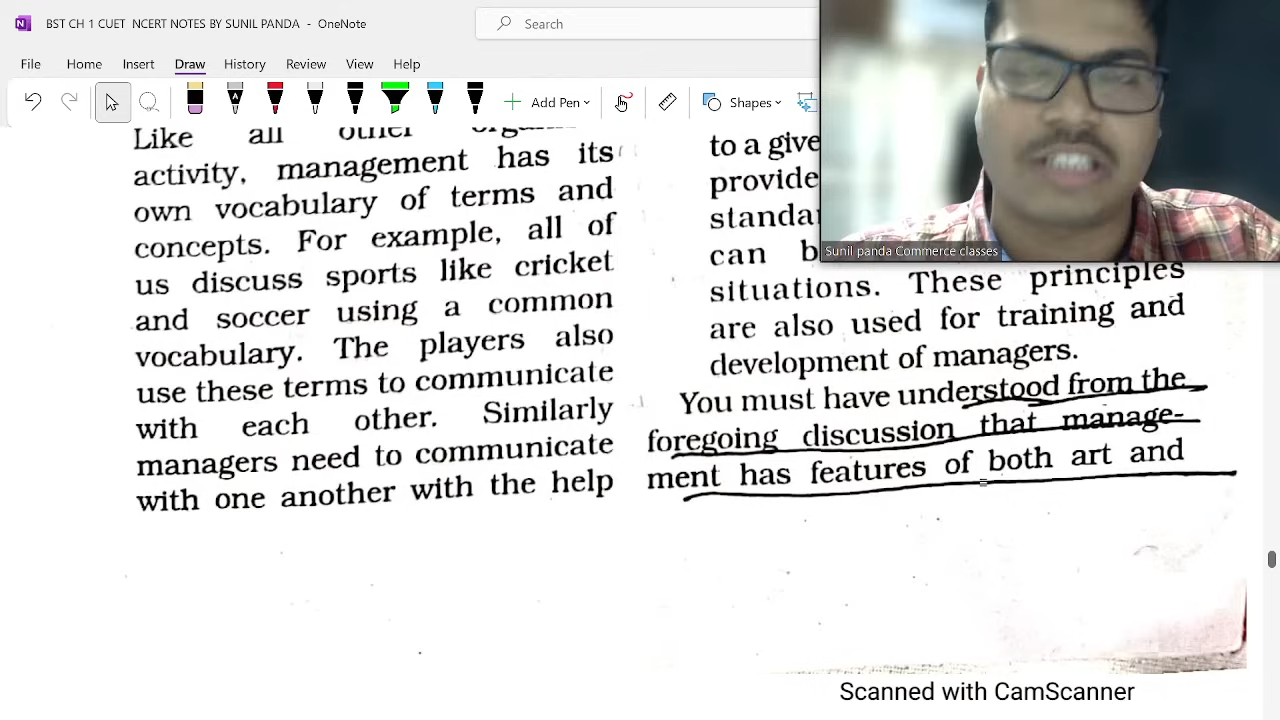 BST CH 1 CUET NCERT NOTES BY SUNIL PANDA - OneNote
Search
File Home Insert Draw History Review View Help
Add Pen
Shapes
Like all other
activity, management has its
own vocabulary of terms and
concepts. For example, all of
us discuss sports like cricket
and soccer using a common
vocabulary. The players also
use these terms to communicate
with each other. Similarly
managers need to communicate
with one another with the help
to a give
provide
standar
can b
situations. These principles
are also used for training and
development of managers.
You must have understood from the
foregoing discussion that manage-
ment has features of both art and
Sunil panda Commerce classes
Scanned with CamScanner